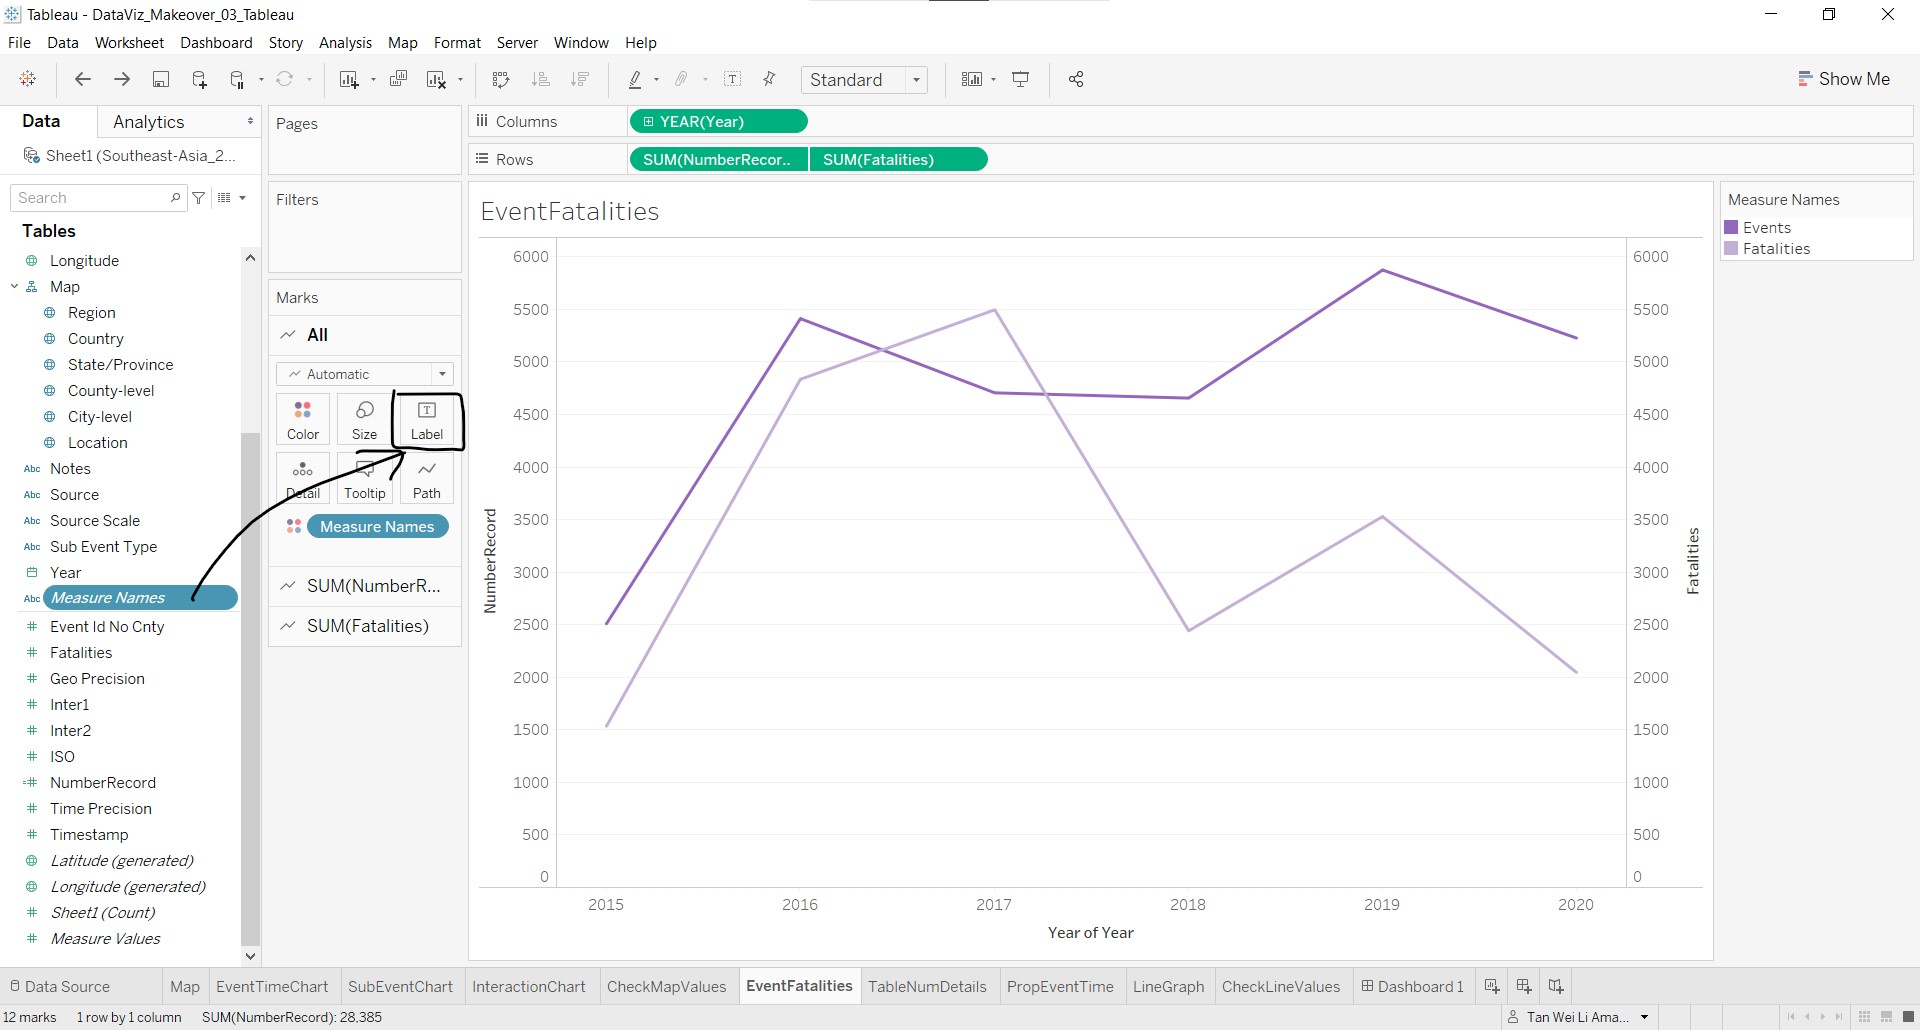 Tableau - DataViz_Makeover_03_Tableau
File Data Worksheet Dashboard Story Analysis Map Format Server Window Help
Standard
Show Me
Data Analytics
Sheet1 (Southeast-Asia_2...
Search
Tables
Longitude
Map
Region
Country
State/Province
County-level
City-level
Location
Notes
Source
Source Scale
Sub Event Type
Year
Measure Names
Event Id No Cnty
Fatalities
Geo Precision
Inter1
Inter2
ISO
NumberRecord
Time Precision
Timestamp
Latitude (generated)
Longitude (generated)
Sheet1 (Count)
Measure Values
Pages
Filters
Marks
All
Automatic
Color Size Label
Detail Tooltip Path
Measure Names
SUM(NumberR...
SUM(Fatalities)
Columns YEAR(Year)
Rows SUM(NumberRecor.. SUM(Fatalities)
EventFatalities
6000
5500
5000
4500
4000
3500
3000
2500
2000
1500
1000
500
0
NumberRecord
6000
5500
5000
4500
4000
3500
3000
2500
2000
1500
1000
500
0
Fatalities
2015 2016 2017 2018 2019 2020
Year of Year
Measure Names
Events
Fatalities
Data Source Map EventTimeChart SubEventChart InteractionChart CheckMapValues EventFatalities TableNumDetails PropEventTime LineGraph CheckLineValues Dashboard 1
12 marks 1 row by 1 column SUM(NumberRecord): 28,385 Tan Wei Li Ama...